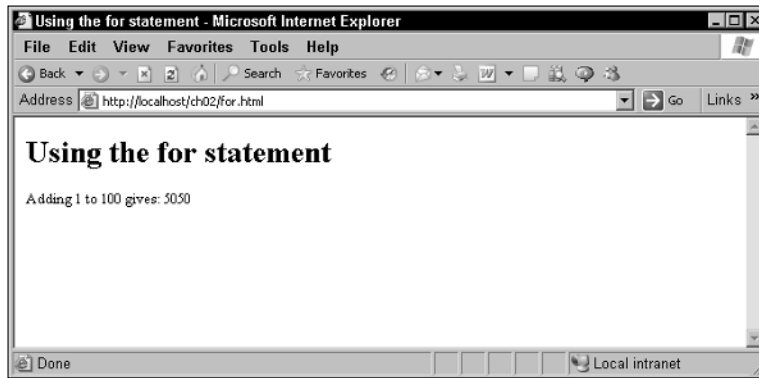 Using the for statement - Microsoft Internet Explorer
File Edit View Favorites Tools Help
Back Search Favorites
Address http://localhost/ch02/for.html Go Links »
Using the for statement
Adding 1 to 100 gives: 5050
Done Local intranet